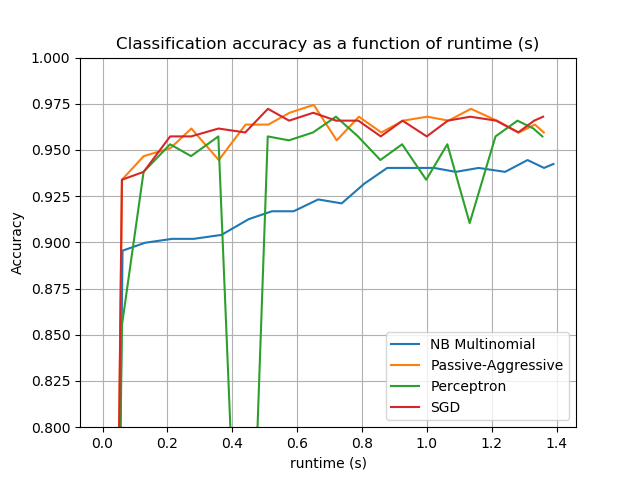 Classification accuracy as a function of runtime (s)
1.000
0.975
0.950
0.925
0.900
0.875
0.850
0.825
0.800
Accuracy
NB Multinomial
Passive-Aggressive
Perceptron
SGD
0.0 0.2 0.4 0.6 0.8 1.0 1.2 1.4
runtime (s)